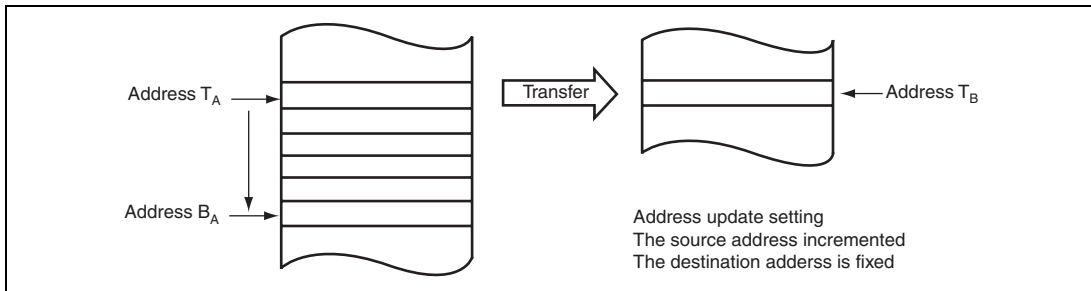 Address TA
Transfer
Address TB
Address BA
Address update setting
The source address incremented
The destination adderss is fixed